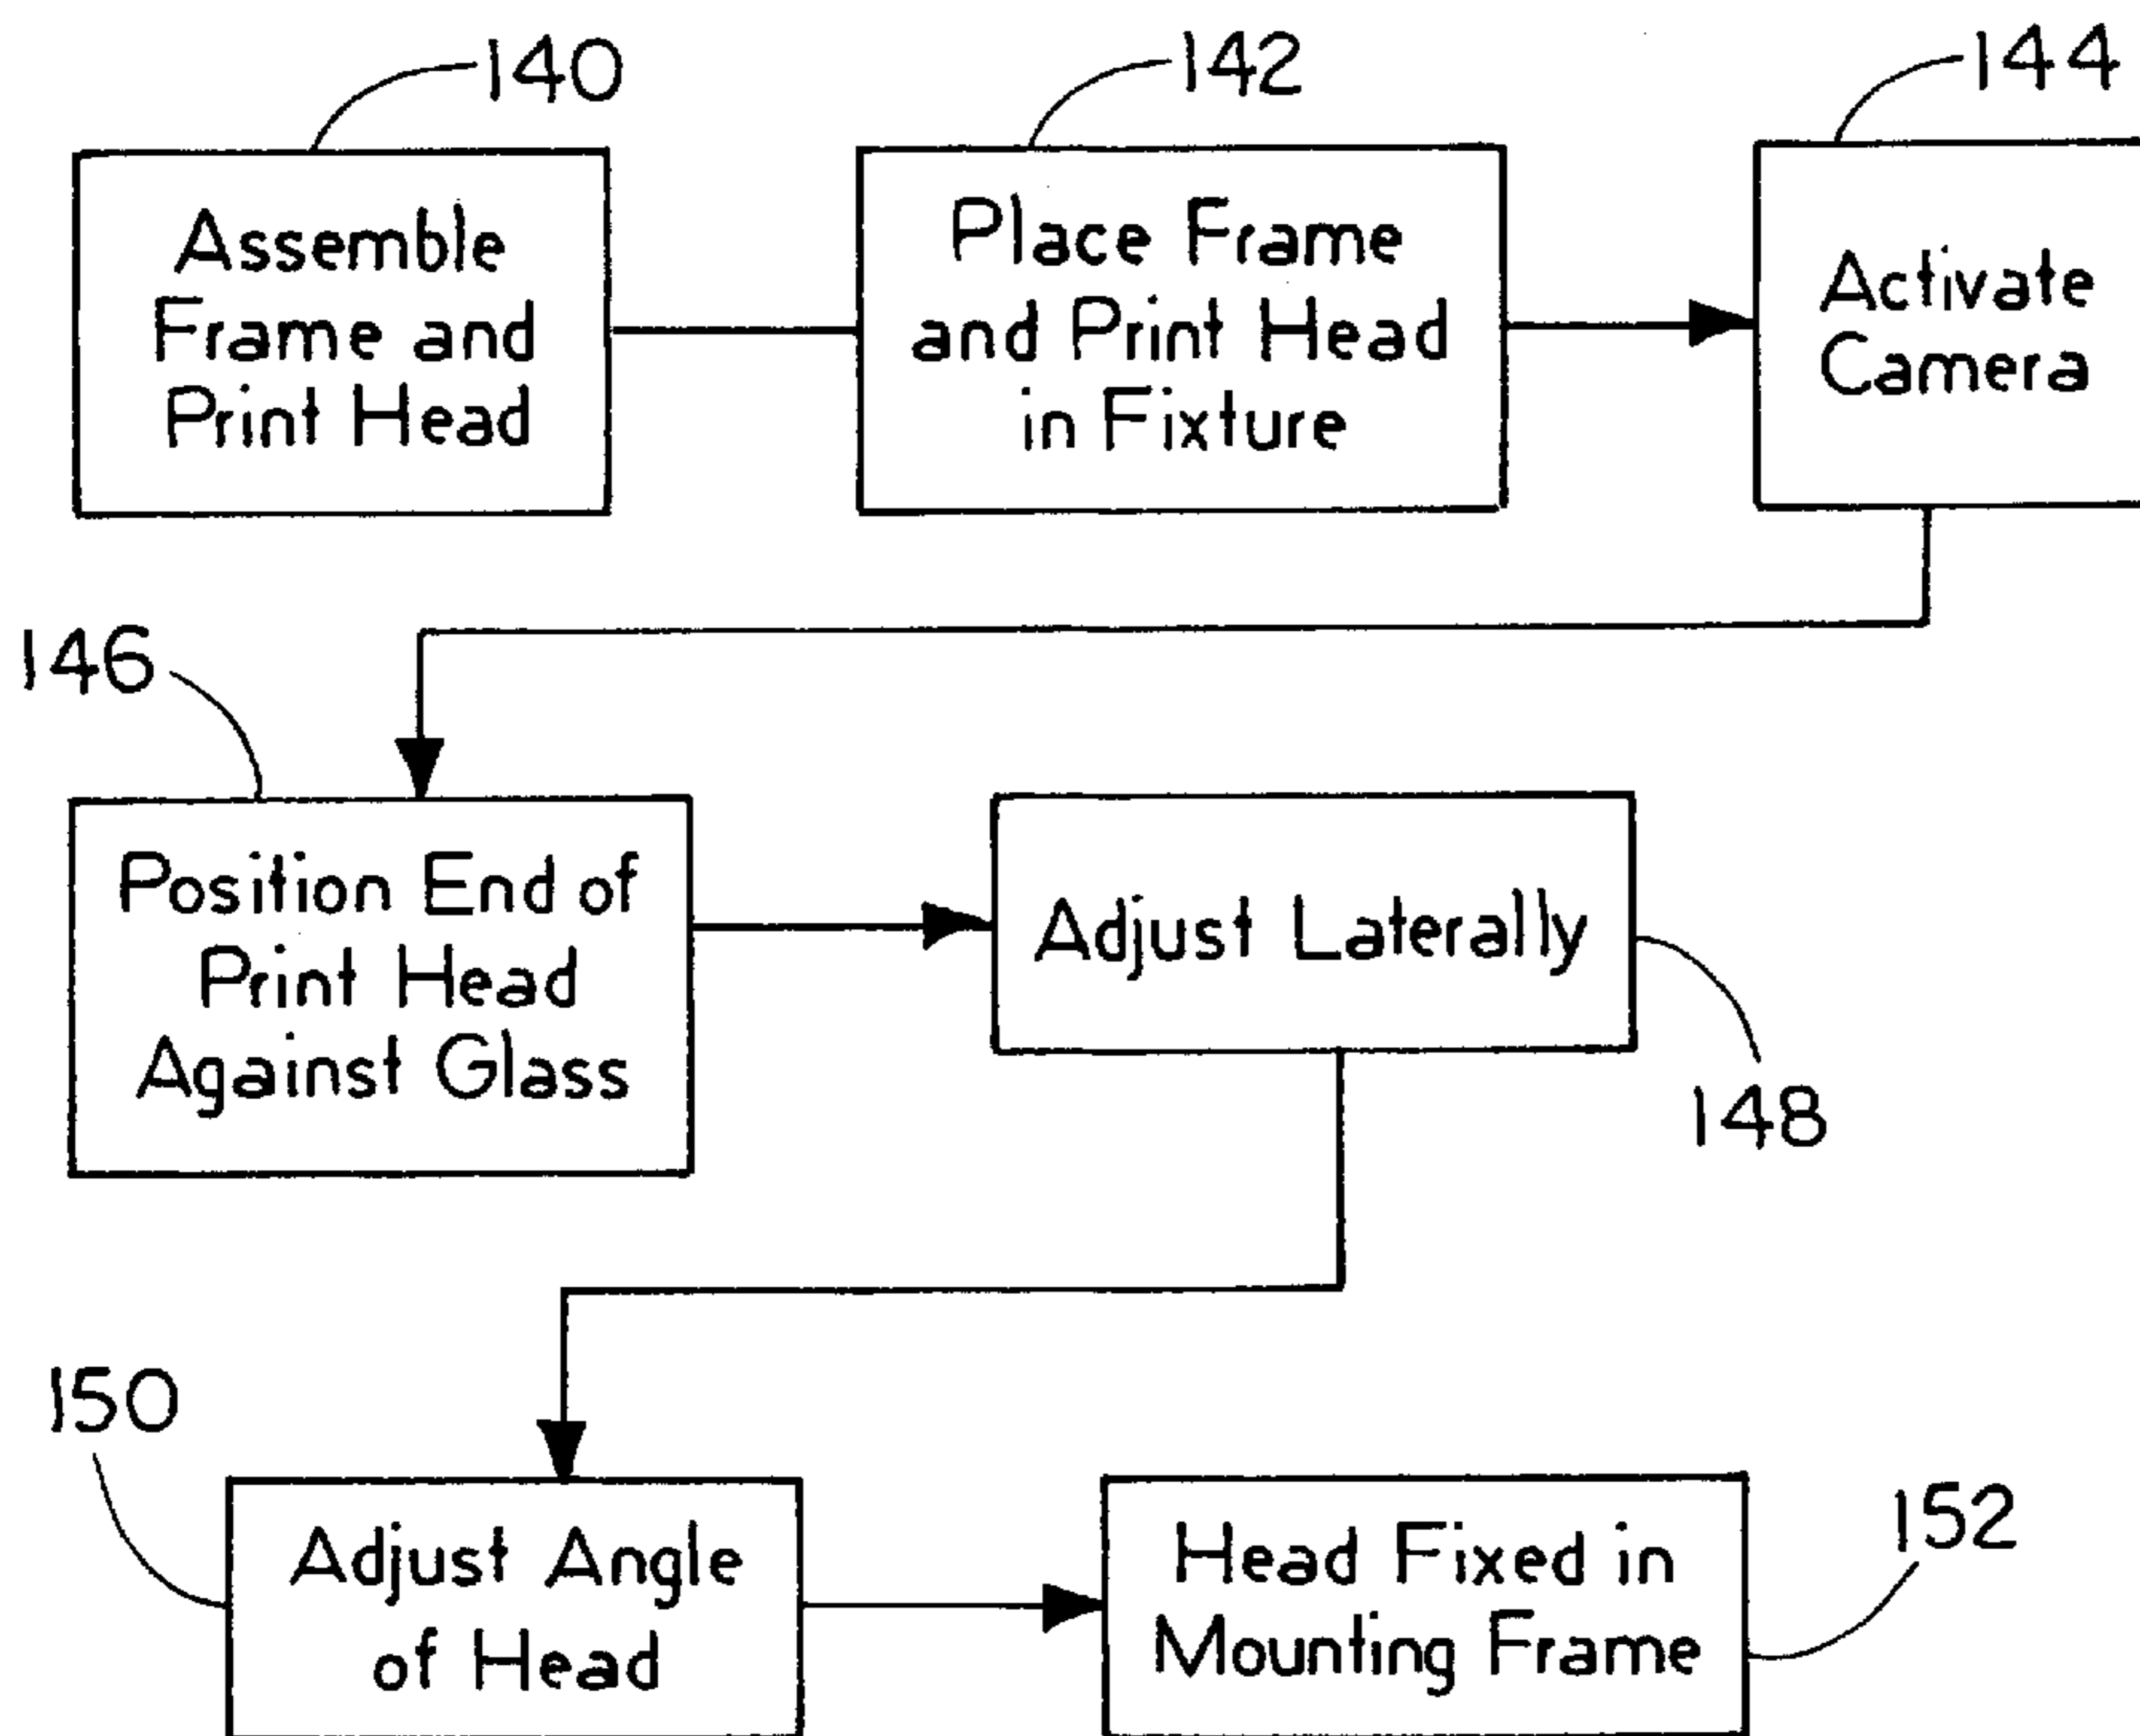 140
142
144
Assemble
Frame and
Print Head
Place Frame
and Print Head
in Fixture
Activate
Camera
146
Position End of
Print Head
Against Glass
Adjust Laterally
148
150
Adjust Angle
of Head
Head Fixed in
Mounting Frame
152